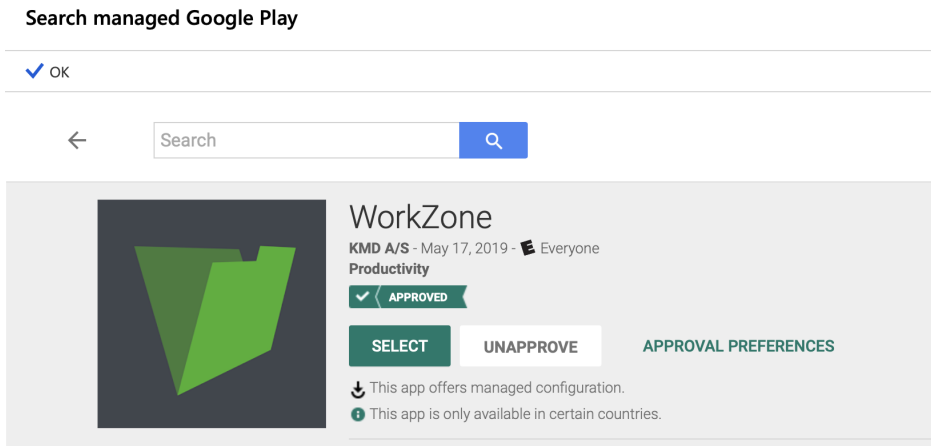 Search managed Google Play
OK
Search
WorkZone
KMD A/S - May 17, 2019 - E Everyone
Productivity
APPROVED
SELECT UNAPPROVE APPROVAL PREFERENCES
This app offers managed configuration.
This app is only available in certain countries.